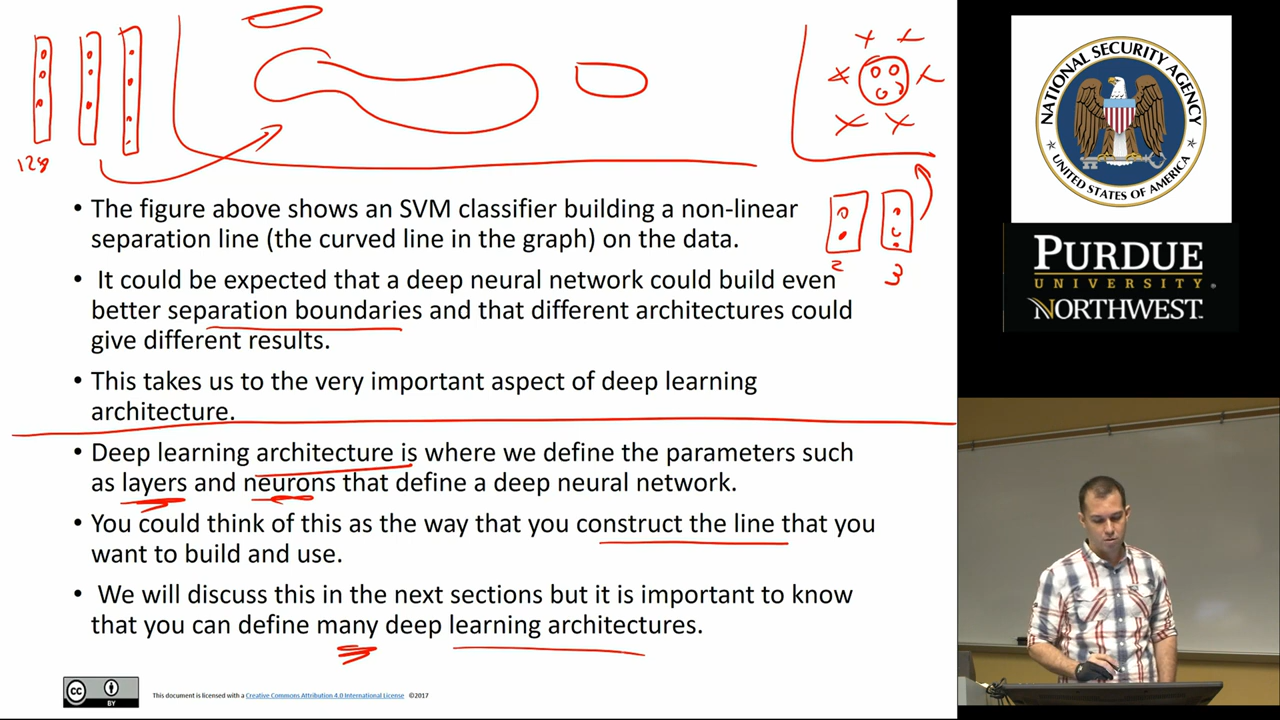 128
• The figure above shows an SVM classifier building a non-linear
separation line (the curved line in the graph) on the data.
• It could be expected that a deep neural network could build even
better separation boundaries and that different architectures could
give different results.
• This takes us to the very important aspect of deep learning
architecture.
• Deep learning architecture is where we define the parameters such
as layers and neurons that define a deep neural network.
• You could think of this as the way that you construct the line that you
want to build and use.
• We will discuss this in the next sections but it is important to know
that you can define many deep learning architectures.
2
3
cc
BY
This document is licensed with a Creative Commons Attribution 4.0 International License ©2017
NATIONAL SECURITY AGENCY
UNITED STATES OF AMERICA
PURDUE
UNIVERSITY
NORTHWEST